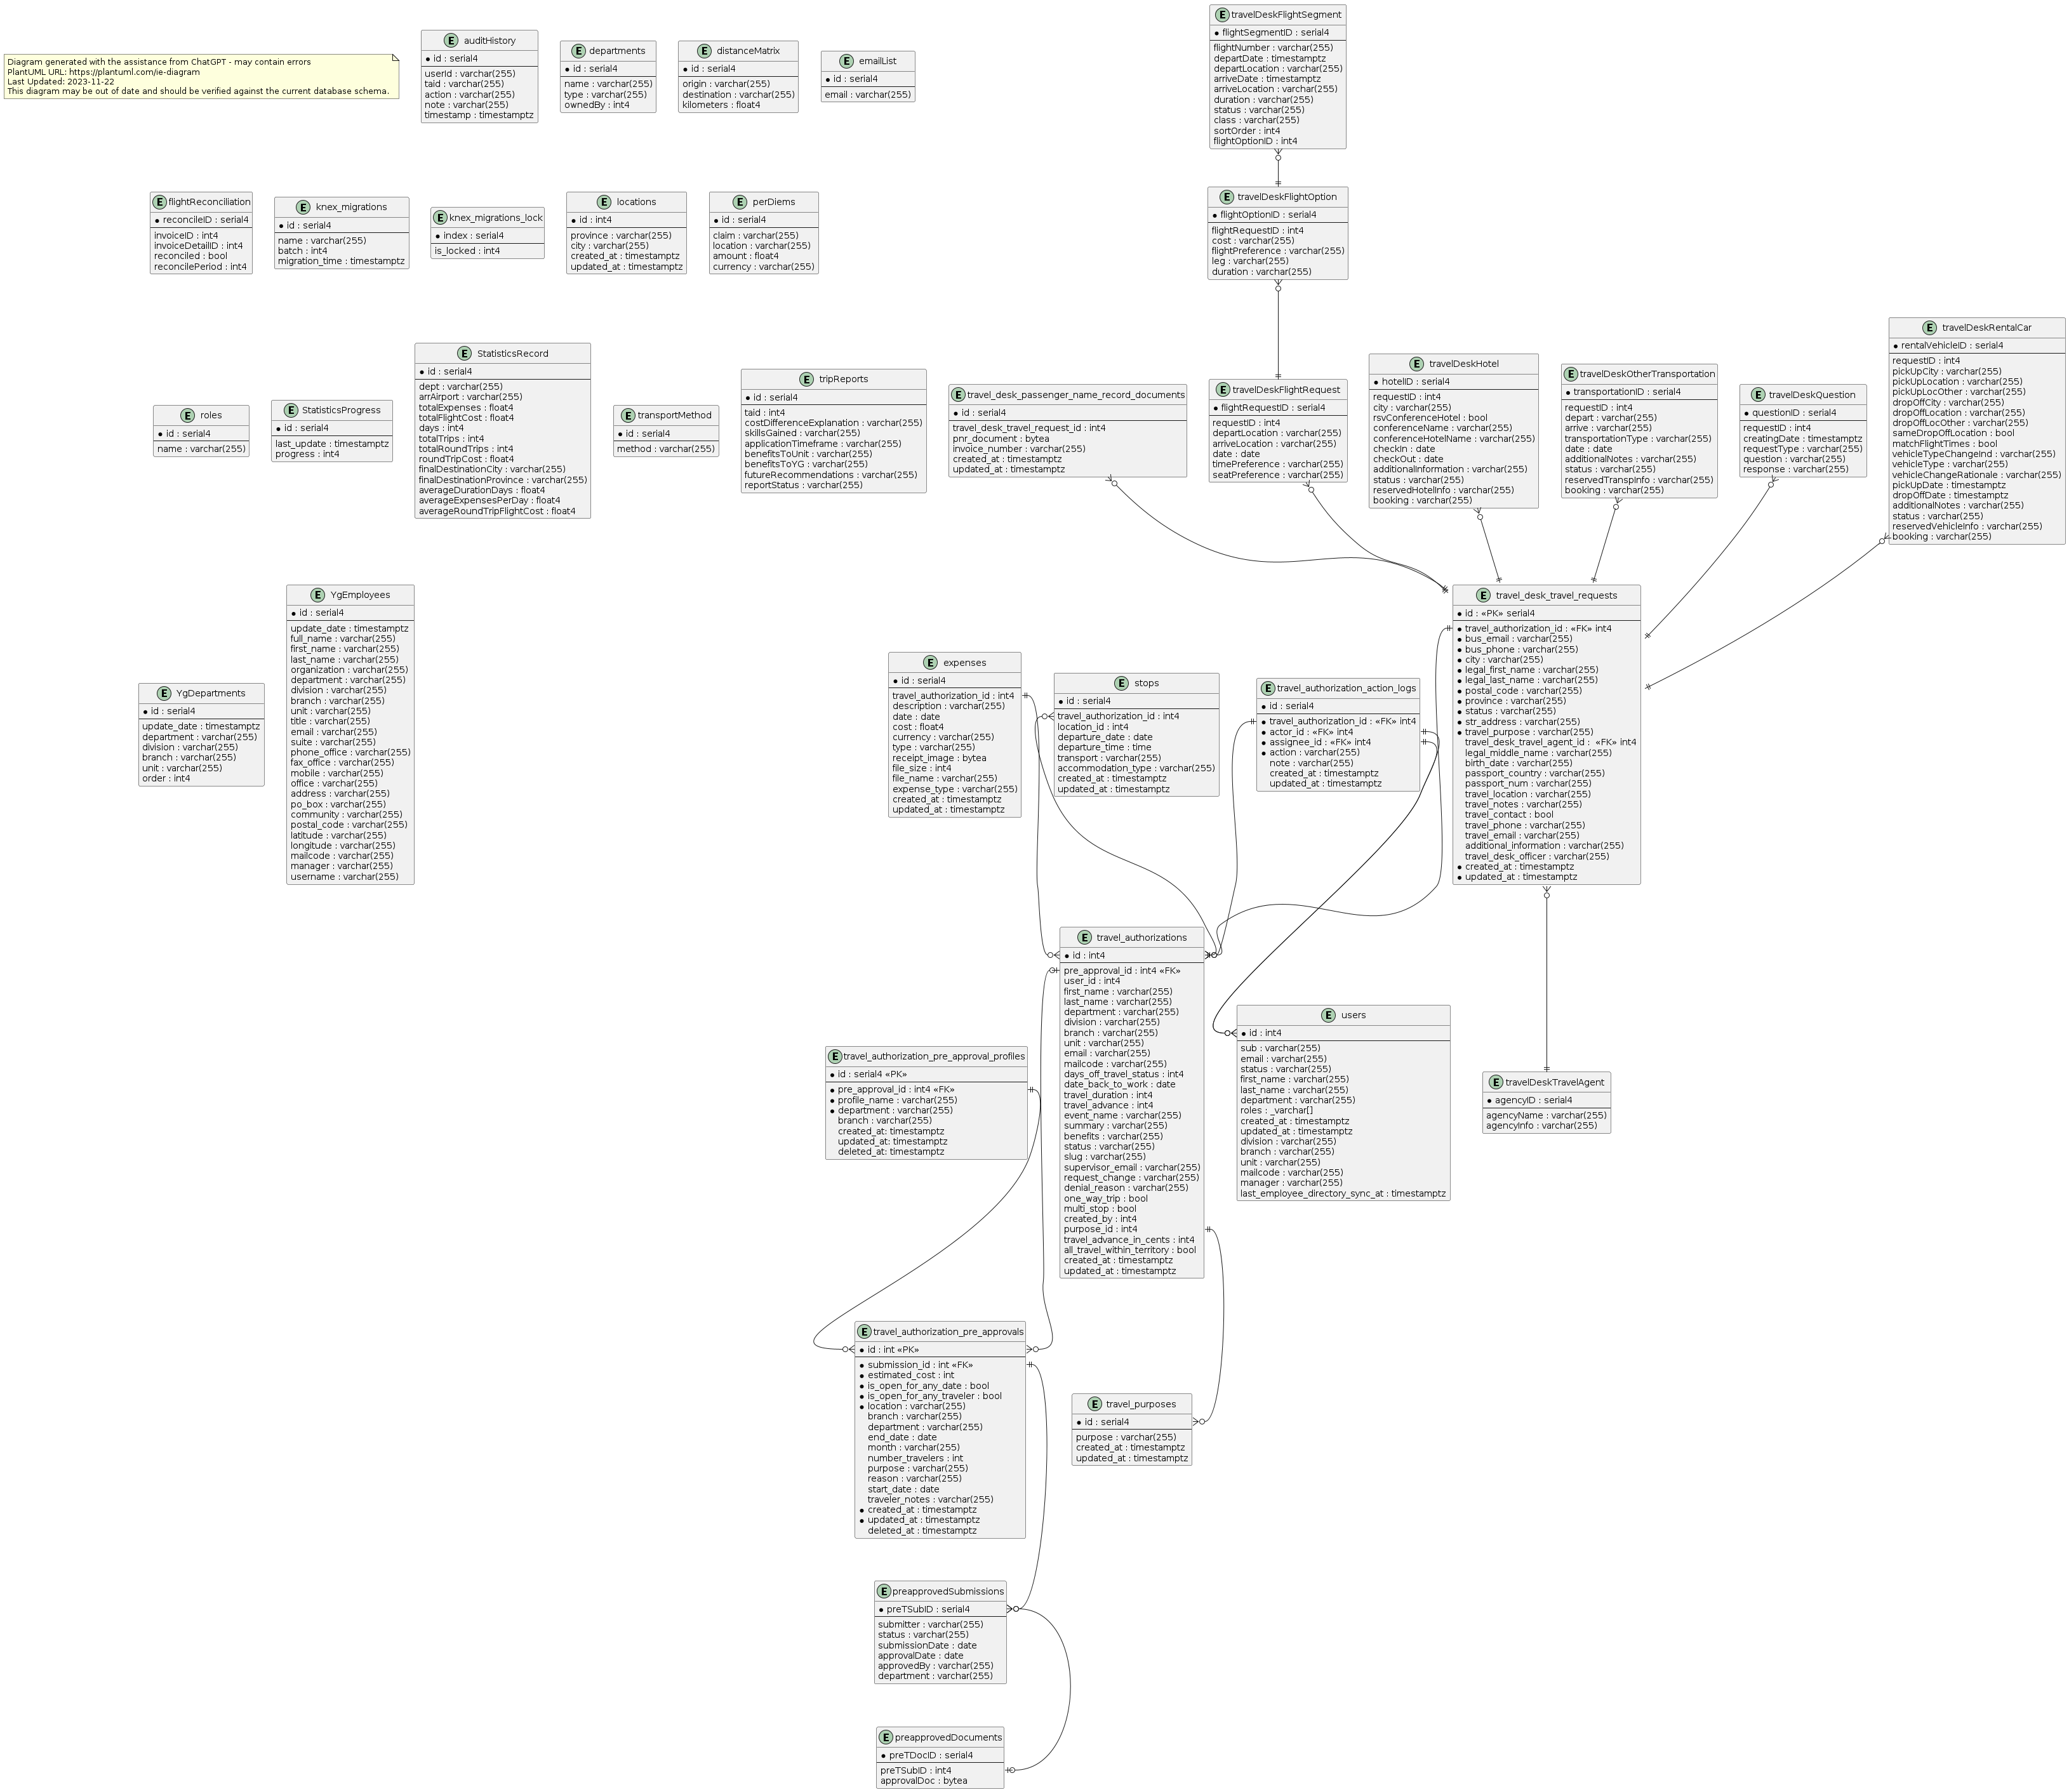 Diagram generated with the assistance from ChatGPT - may contain errors
PlantUML URL: https://plantuml.com/ie-diagram
Last Updated: 2023-11-22
This diagram may be out of date and should be verified against the current database schema.
E auditHistory
id : serial4
userId : varchar(255)
taid : varchar(255)
action : varchar(255)
note : varchar(255)
timestamp : timestamptz
E departments
id : serial4
name : varchar(255)
type : varchar(255)
ownedBy : int4
E distanceMatrix
id : serial4
origin : varchar(255)
destination : varchar(255)
kilometers : float4
E emailList
id : serial4
email : varchar(255)
E travelDeskFlightSegment
flightSegmentID : serial4
flightNumber : varchar(255)
departDate : timestamptz
departLocation : varchar(255)
arriveDate : timestamptz
arriveLocation : varchar(255)
duration : varchar(255)
status : varchar(255)
class : varchar(255)
sortOrder : int4
flightOptionID : int4
E flightReconciliation
reconcileID : serial4
invoiceID : int4
invoiceDetailID : int4
reconciled : bool
reconcilePeriod : int4
E knex_migrations
id : serial4
name : varchar(255)
batch : int4
migration_time : timestamptz
E knex_migrations_lock
index : serial4
is_locked : int4
E locations
id : int4
province : varchar(255)
city : varchar(255)
created_at : timestamptz
updated_at : timestamptz
E perDiems
id : serial4
claim : varchar(255)
location : varchar(255)
amount : float4
currency : varchar(255)
E travelDeskFlightOption
flightOptionID : serial4
flightRequestID : int4
cost : varchar(255)
flightPreference : varchar(255)
leg : varchar(255)
duration : varchar(255)
E roles
id : serial4
name : varchar(255)
E StatisticsProgress
id : serial4
last_update : timestamptz
progress : int4
E StatisticsRecord
id : serial4
dept : varchar(255)
arrAirport : varchar(255)
totalExpenses : float4
totalFlightCost : float4
days : int4
totalTrips : int4
totalRoundTrips : int4
roundTripCost : float4
finalDestinationCity : varchar(255)
finalDestinationProvince : varchar(255)
averageDurationDays : float4
averageExpensesPerDay : float4
averageRoundTripFlightCost : float4
E transportMethod
id : serial4
method : varchar(255)
E tripReports
id : serial4
taid : int4
costDifferenceExplanation : varchar(255)
skillsGained : varchar(255)
applicationTimeframe : varchar(255)
benefitsToUnit : varchar(255)
benefitsToYG : varchar(255)
futureRecommendations : varchar(255)
reportStatus : varchar(255)
E travel_desk_passenger_name_record_documents
id : serial4
travel_desk_travel_request_id : int4
pnr_document : bytea
invoice_number : varchar(255)
created_at : timestamptz
updated_at : timestamptz
E travelDeskFlightRequest
flightRequestID : serial4
requestID : int4
departLocation : varchar(255)
arriveLocation : varchar(255)
date : date
timePreference : varchar(255)
seatPreference : varchar(255)
E travelDeskHotel
hotelID : serial4
requestID : int4
city : varchar(255)
rsvConferenceHotel : bool
conferenceName : varchar(255)
conferenceHotelName : varchar(255)
checkIn : date
checkOut : date
additionalInformation : varchar(255)
status : varchar(255)
reservedHotelInfo : varchar(255)
booking : varchar(255)
E travelDeskOtherTransportation
transportationID : serial4
requestID : int4
depart : varchar(255)
arrive : varchar(255)
transportationType : varchar(255)
date : date
additionalNotes : varchar(255)
status : varchar(255)
reservedTranspInfo : varchar(255)
booking : varchar(255)
E travelDeskQuestion
questionID : serial4
requestID : int4
creatingDate : timestamptz
requestType : varchar(255)
question : varchar(255)
response : varchar(255)
E travelDeskRentalCar
rentalVehicleID : serial4
requestID : int4
pickUpCity : varchar(255)
pickUpLocation : varchar(255)
pickUpLocOther : varchar(255)
dropOffCity : varchar(255)
dropOffLocation : varchar(255)
dropOffLocOther : varchar(255)
sameDropOffLocation : bool
matchFlightTimes : bool
vehicleTypeChangeInd : varchar(255)
vehicleType : varchar(255)
vehicleChangeRationale : varchar(255)
pickUpDate : timestamptz
dropOffDate : timestamptz
additionalNotes : varchar(255)
status : varchar(255)
reservedVehicleInfo : varchar(255)
booking : varchar(255)
E YgDepartments
id : serial4
update_date : timestamptz
department : varchar(255)
division : varchar(255)
branch : varchar(255)
unit : varchar(255)
order : int4
E YgEmployees
id : serial4
update_date : timestamptz
full_name : varchar(255)
first_name : varchar(255)
last_name : varchar(255)
organization : varchar(255)
department : varchar(255)
division : varchar(255)
branch : varchar(255)
unit : varchar(255)
title : varchar(255)
email : varchar(255)
suite : varchar(255)
phone_office : varchar(255)
fax_office : varchar(255)
mobile : varchar(255)
office : varchar(255)
address : varchar(255)
po_box : varchar(255)
community : varchar(255)
postal_code : varchar(255)
latitude : varchar(255)
longitude : varchar(255)
mailcode : varchar(255)
manager : varchar(255)
username : varchar(255)
E expenses
id : serial4
travel_authorization_id : int4
description : varchar(255)
date : date
cost : float4
currency : varchar(255)
type : varchar(255)
receipt_image : bytea
file_size : int4
file_name : varchar(255)
expense_type : varchar(255)
created_at : timestamptz
updated_at : timestamptz
E stops
id : serial4
travel_authorization_id : int4
location_id : int4
departure_date : date
departure_time : time
transport : varchar(255)
accommodation_type : varchar(255)
created_at : timestamptz
updated_at : timestamptz
E travel_authorization_action_logs
id : serial4
travel_authorization_id : «FK» int4
actor_id : «FK» int4
assignee_id : «FK» int4
action : varchar(255)
note : varchar(255)
created_at : timestamptz
updated_at : timestamptz
E travel_desk_travel_requests
id : «PK» serial4
travel_authorization_id : «FK» int4
bus_email : varchar(255)
bus_phone : varchar(255)
city : varchar(255)
legal_first_name : varchar(255)
legal_last_name : varchar(255)
postal_code : varchar(255)
province : varchar(255)
status : varchar(255)
str_address : varchar(255)
travel_purpose : varchar(255)
travel_desk_travel_agent_id : «FK» int4
legal_middle_name : varchar(255)
birth_date : varchar(255)
passport_country : varchar(255)
passport_num : varchar(255)
travel_location : varchar(255)
travel_notes : varchar(255)
travel_contact : bool
travel_phone : varchar(255)
travel_email : varchar(255)
additional_information : varchar(255)
travel_desk_officer : varchar(255)
created_at : timestamptz
updated_at : timestamptz
E travel_authorizations
id : int4
pre_approval_id : int4 «FK»
user_id : int4
first_name : varchar(255)
last_name : varchar(255)
department : varchar(255)
division : varchar(255)
branch : varchar(255)
unit : varchar(255)
email : varchar(255)
mailcode : varchar(255)
days_off_travel_status : int4
date_back_to_work : date
travel_duration : int4
travel_advance : int4
event_name : varchar(255)
summary : varchar(255)
benefits : varchar(255)
status : varchar(255)
slug : varchar(255)
supervisor_email : varchar(255)
request_change : varchar(255)
denial_reason : varchar(255)
one_way_trip : bool
multi_stop : bool
created_by : int4
purpose_id : int4
travel_advance_in_cents : int4
all_travel_within_territory : bool
created_at : timestamptz
updated_at : timestamptz
E users
id : int4
sub : varchar(255)
email : varchar(255)
status : varchar(255)
first_name : varchar(255)
last_name : varchar(255)
department : varchar(255)
roles : _varchar[]
created_at : timestamptz
updated_at : timestamptz
division : varchar(255)
branch : varchar(255)
unit : varchar(255)
mailcode : varchar(255)
manager : varchar(255)
last_employee_directory_sync_at : timestamptz
E travel_authorization_pre_approval_profiles
id : serial4 «PK»
pre_approval_id : int4 «FK»
profile_name : varchar(255)
department : varchar(255)
branch : varchar(255)
created_at: timestamptz
updated_at: timestamptz
deleted_at: timestamptz
E travelDeskTravelAgent
agencyID : serial4
agencyName : varchar(255)
agencyInfo : varchar(255)
E travel_authorization_pre_approvals
id : int «PK»
submission_id : int «FK»
estimated_cost : int
is_open_for_any_date : bool
is_open_for_any_traveler : bool
location : varchar(255)
branch : varchar(255)
department : varchar(255)
end_date : date
month : varchar(255)
number_travelers : int
purpose : varchar(255)
reason : varchar(255)
start_date : date
traveler_notes : varchar(255)
created_at : timestamptz
updated_at : timestamptz
deleted_at : timestamptz
E travel_purposes
id : serial4
purpose : varchar(255)
created_at : timestamptz
updated_at : timestamptz
E preapprovedSubmissions
preTSubID : serial4
submitter : varchar(255)
status : varchar(255)
submissionDate : date
approvalDate : date
approvedBy : varchar(255)
department : varchar(255)
E preapprovedDocuments
preTDocID : serial4
preTSubID : int4
approvalDoc : bytea